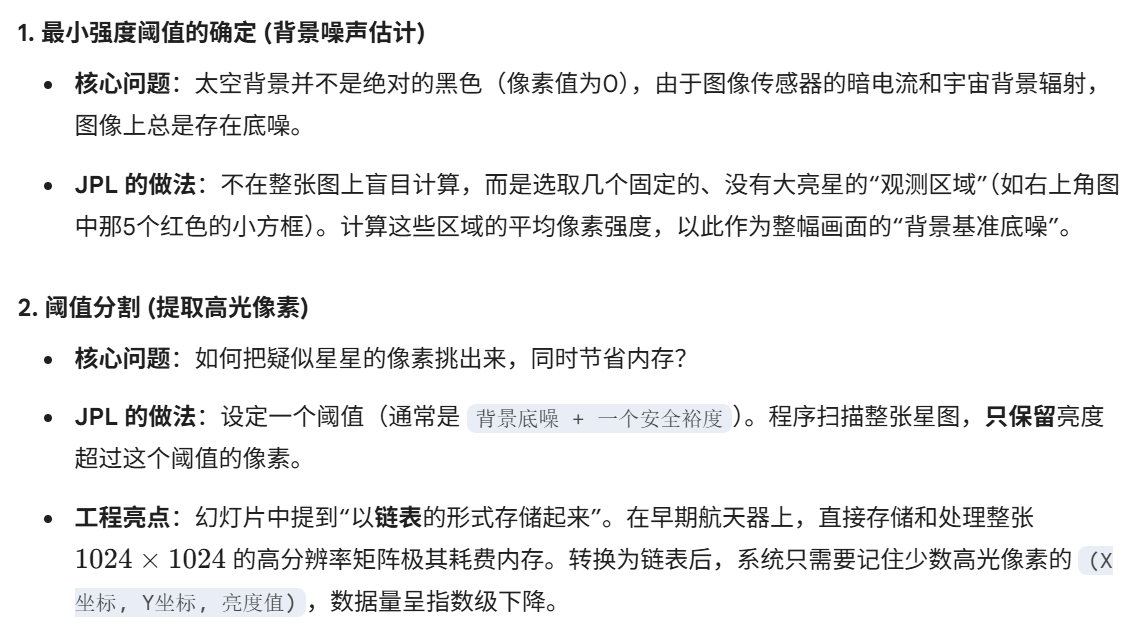 1. 最小强度阈值的确定 (背景噪声估计)
• 核心问题：太空背景并不是绝对的黑色（像素值为0），由于图像传感器的暗电流和宇宙背景辐射，
图像上总是存在底噪。
• JPL 的做法：不在整张图上盲目计算，而是选取几个固定的、没有大亮星的“观测区域”（如右上角图
中那5个红色的小方框）。计算这些区域的平均像素强度，以此作为整幅画面的“背景基准底噪”。
2. 阈值分割 (提取高光像素)
• 核心问题：如何把疑似星星的像素挑出来，同时节省内存？
• JPL 的做法：设定一个阈值（通常是 背景底噪 + 一个安全裕度）。程序扫描整张星图，只保留亮度
超过这个阈值的像素。
• 工程亮点：幻灯片中提到“以链表的形式存储起来”。在早期航天器上，直接存储和处理整张
1024 × 1024 的高分辨率矩阵极其耗费内存。转换为链表后，系统只需要记住少数高光像素的 (X
坐标, Y坐标, 亮度值)，数据量呈指数级下降。